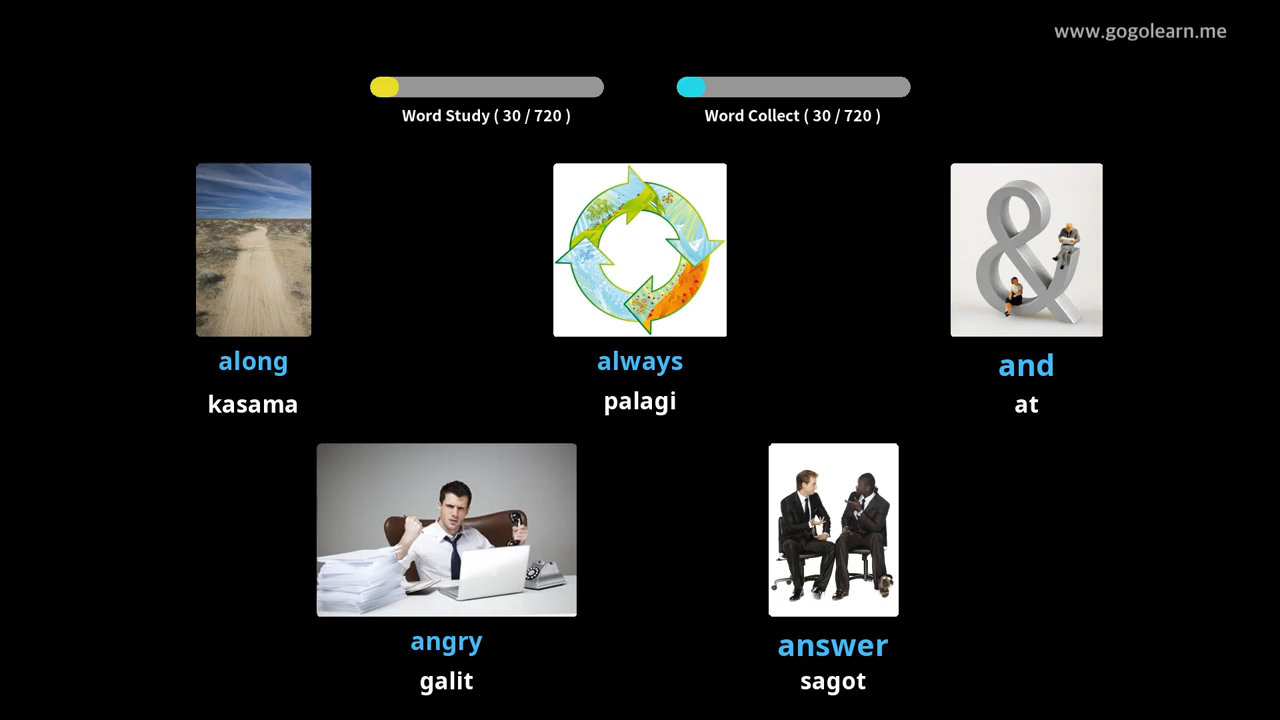 www.gogolearn.me
Word Study ( 30 / 720 )
Word Collect ( 30 / 720 )
along
always
and
kasama
palagi
at
angry
answer
galit
sagot